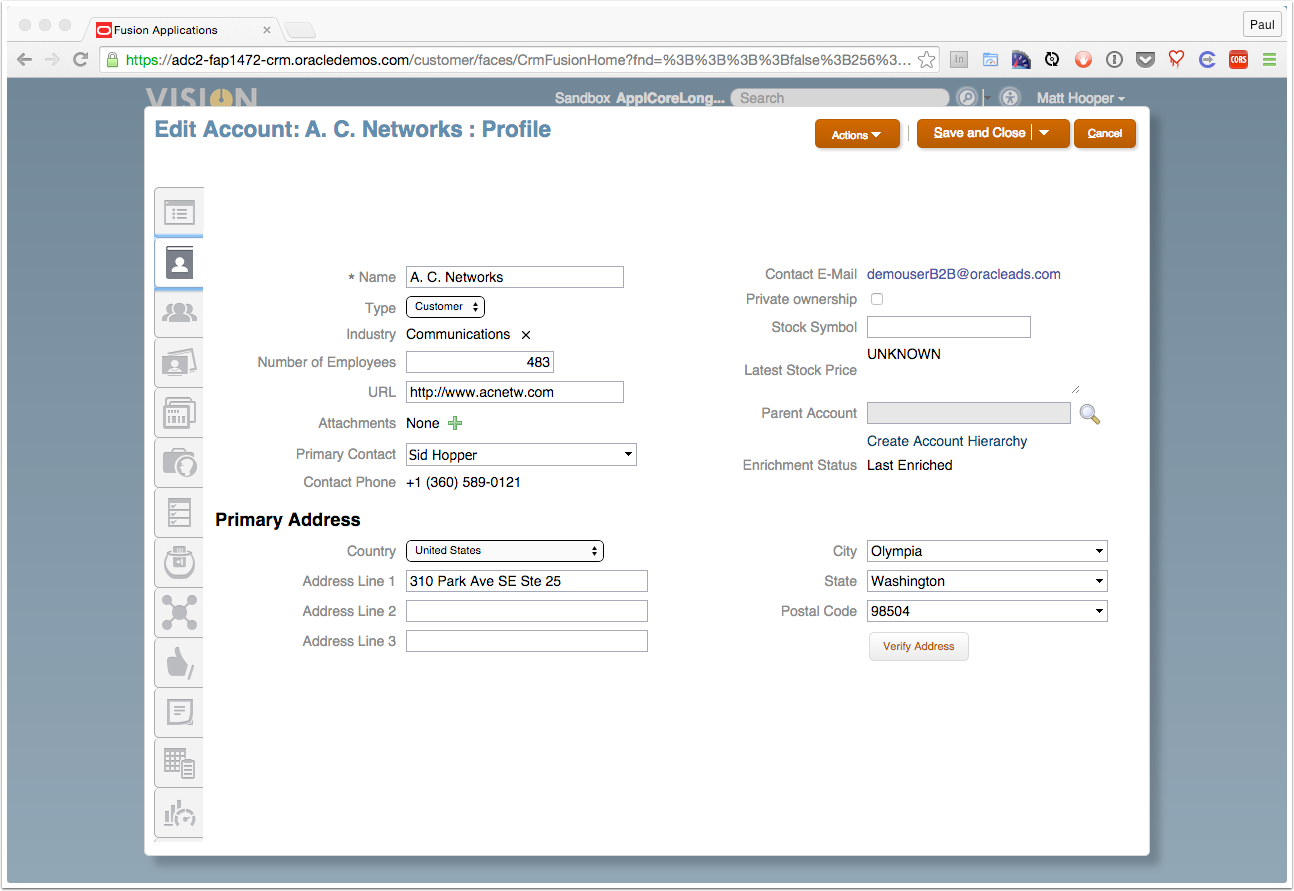 Fusion Applications
Paul
https://adc2-fap1472-crm.oracledemos.com/customer/faces/CrmFusionHome?fnd=%3B%3B%3B%3Bfalse%3B256%3...
In
CORS
VISION
Sandbox ApplCoreLong...
Search
Matt Hooper
Edit Account: A. C. Networks : Profile
Actions
Save and Close
Cancel
* Name A. C. Networks
Type Customer
Industry Communications
Number of Employees 483
URL http://www.acnetw.com
Attachments None
Primary Contact Sid Hopper
Contact Phone +1 (360) 589-0121
Contact E-Mail demouserB2B@oracleads.com
Private ownership
Stock Symbol
UNKNOWN
Latest Stock Price
Parent Account
Create Account Hierarchy
Enrichment Status Last Enriched
Primary Address
Country United States
Address Line 1 310 Park Ave SE Ste 25
Address Line 2
Address Line 3
City Olympia
State Washington
Postal Code 98504
Verify Address